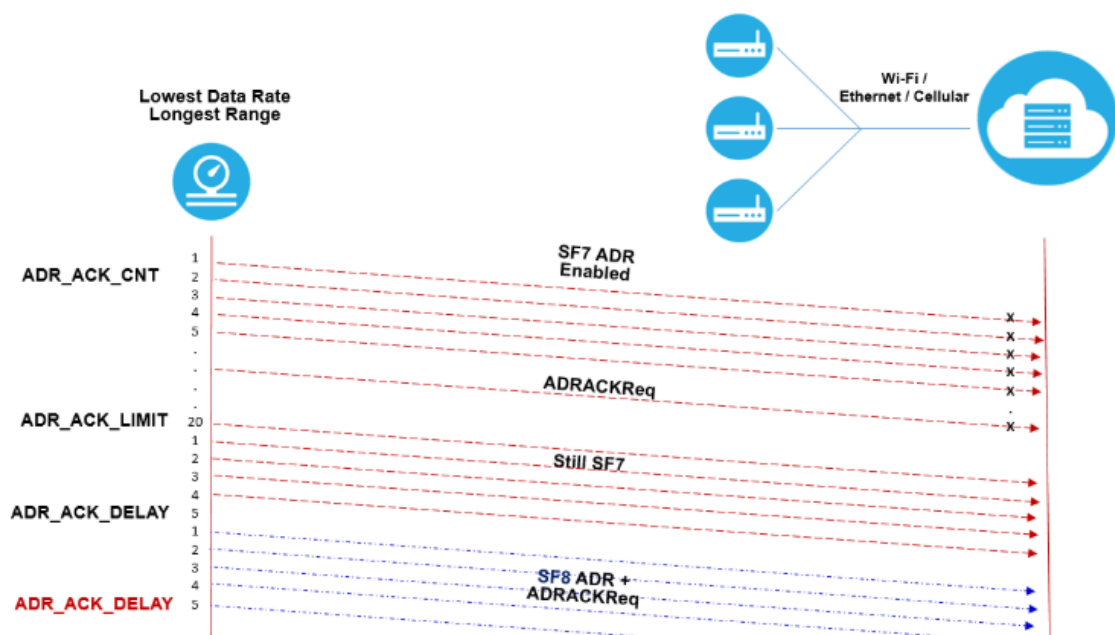 Wi-Fi /
Ethernet / Cellular
Lowest Data Rate
Longest Range
SF7 ADR
Enabled
ADR_ACK_CNT
1
2
3
4
5
.
.
.
20
x
x
x
x
x
.
x
ADRACKReq
ADR_ACK_LIMIT
1
2
3
4
5
Still SF7
ADR_ACK_DELAY
1
2
3
4
5
SF8 ADR +
ADRACKReq
ADR_ACK_DELAY